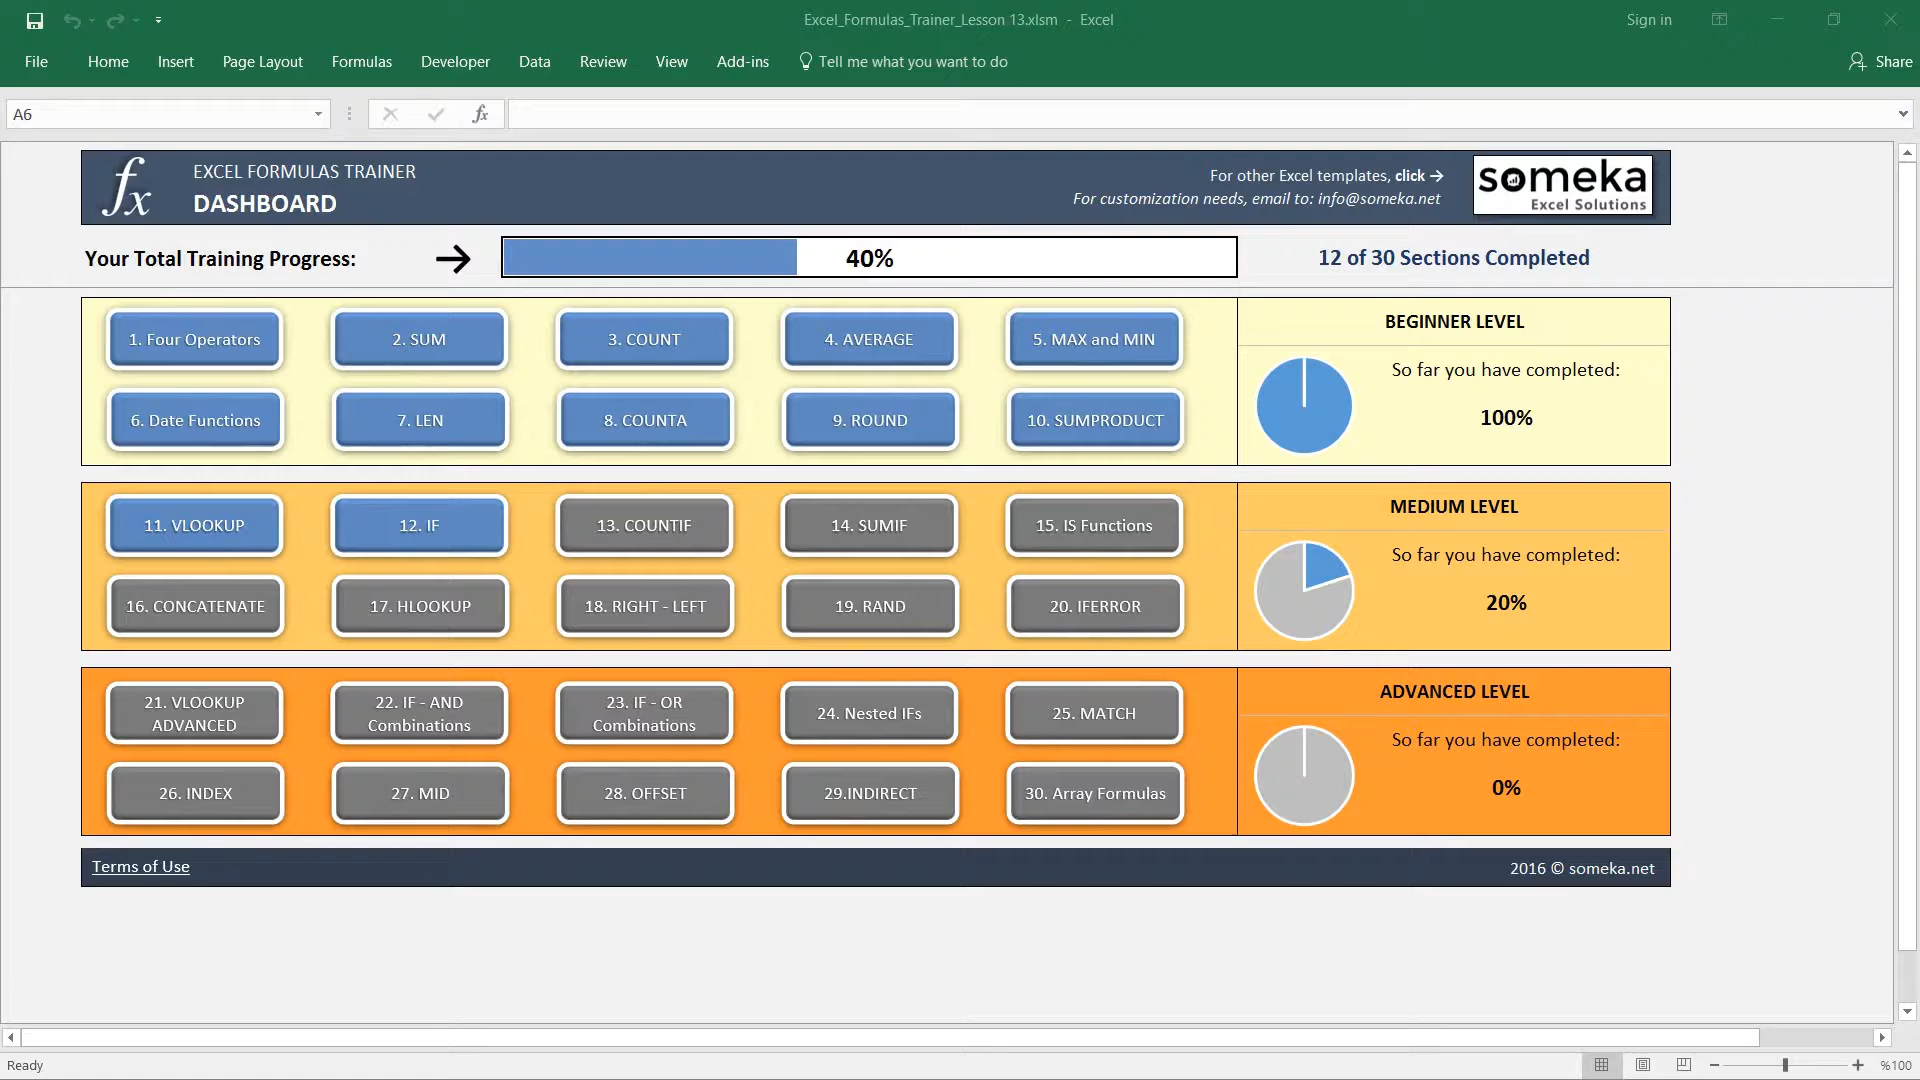 Excel_Formulas_Trainer_Lesson 13.xlsm - Excel
Sign in
File Home Insert Page Layout Formulas Developer Data Review View Add-ins Tell me what you want to do Share
A6
fx
fx
EXCEL FORMULAS TRAINER
DASHBOARD
For other Excel templates, click →
For customization needs, email to: info@someka.net
someka
Excel Solutions
Your Total Training Progress: → 40% 12 of 30 Sections Completed
1. Four Operators 2. SUM 3. COUNT 4. AVERAGE 5. MAX and MIN
6. Date Functions 7. LEN 8. COUNTA 9. ROUND 10. SUMPRODUCT
BEGINNER LEVEL
So far you have completed:
100%
11. VLOOKUP 12. IF 13. COUNTIF 14. SUMIF 15. IS Functions
16. CONCATENATE 17. HLOOKUP 18. RIGHT - LEFT 19. RAND 20. IFERROR
MEDIUM LEVEL
So far you have completed:
20%
21. VLOOKUP
ADVANCED
22. IF - AND
Combinations
23. IF - OR
Combinations
24. Nested IFs
25. MATCH
26. INDEX 27. MID 28. OFFSET 29.INDIRECT 30. Array Formulas
ADVANCED LEVEL
So far you have completed:
0%
Terms of Use
2016 © someka.net
Ready
%100